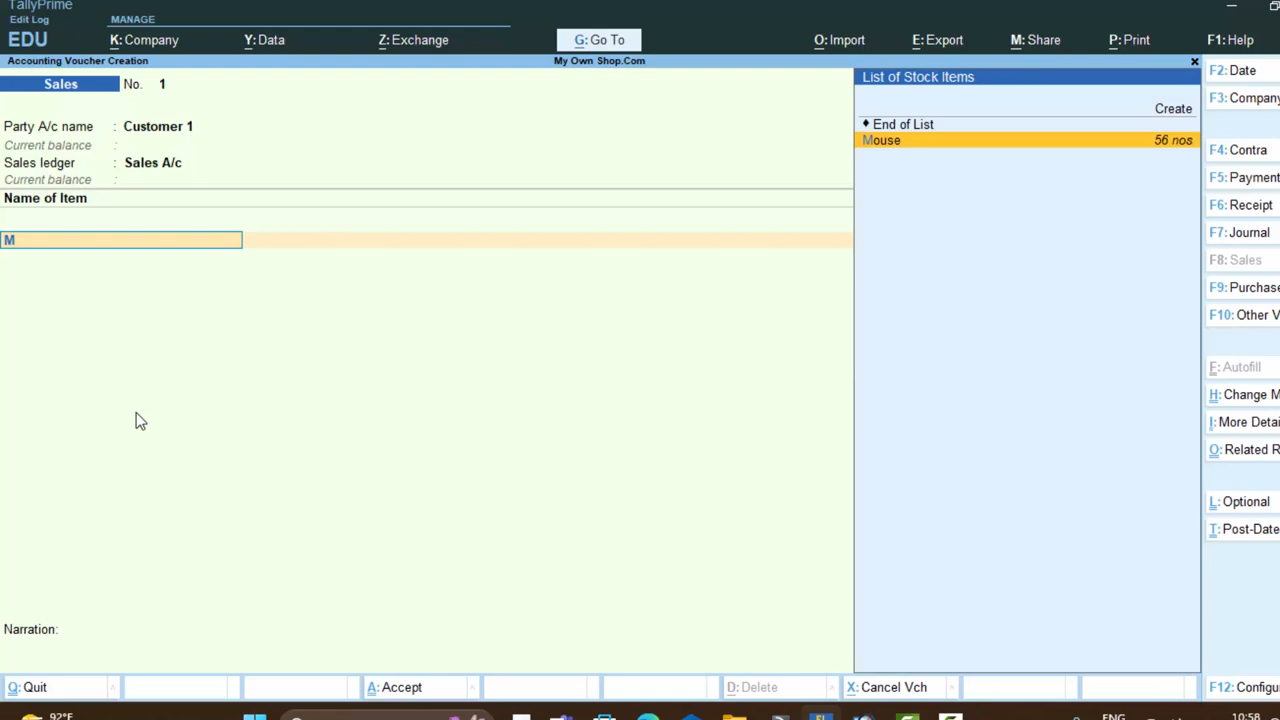 TallyPrime
Edit Log
MANAGE
EDU
K: Company
Y: Data
Z: Exchange
G: Go To
O: Import
E: Export
M: Share
P: Print
F1: Help
Accounting Voucher Creation
My Own Shop.Com
Sales No. 1
Party A/c name : Customer 1
Current balance :
Sales ledger : Sales A/c
Current balance :
Name of Item
M
Narration:
List of Stock Items
Create
♦ End of List
Mouse 56 nos
F2: Date
F3: Company
F4: Contra
F5: Payment
F6: Receipt
F7: Journal
F8: Sales
F9: Purchase
F10: Other V
F: Autofill
H: Change M
I: More Detai
O: Related R
L: Optional
T: Post-Date
F12: Configu
Q: Quit
A: Accept
D: Delete
X: Cancel Vch
92°F
ENG
10:58